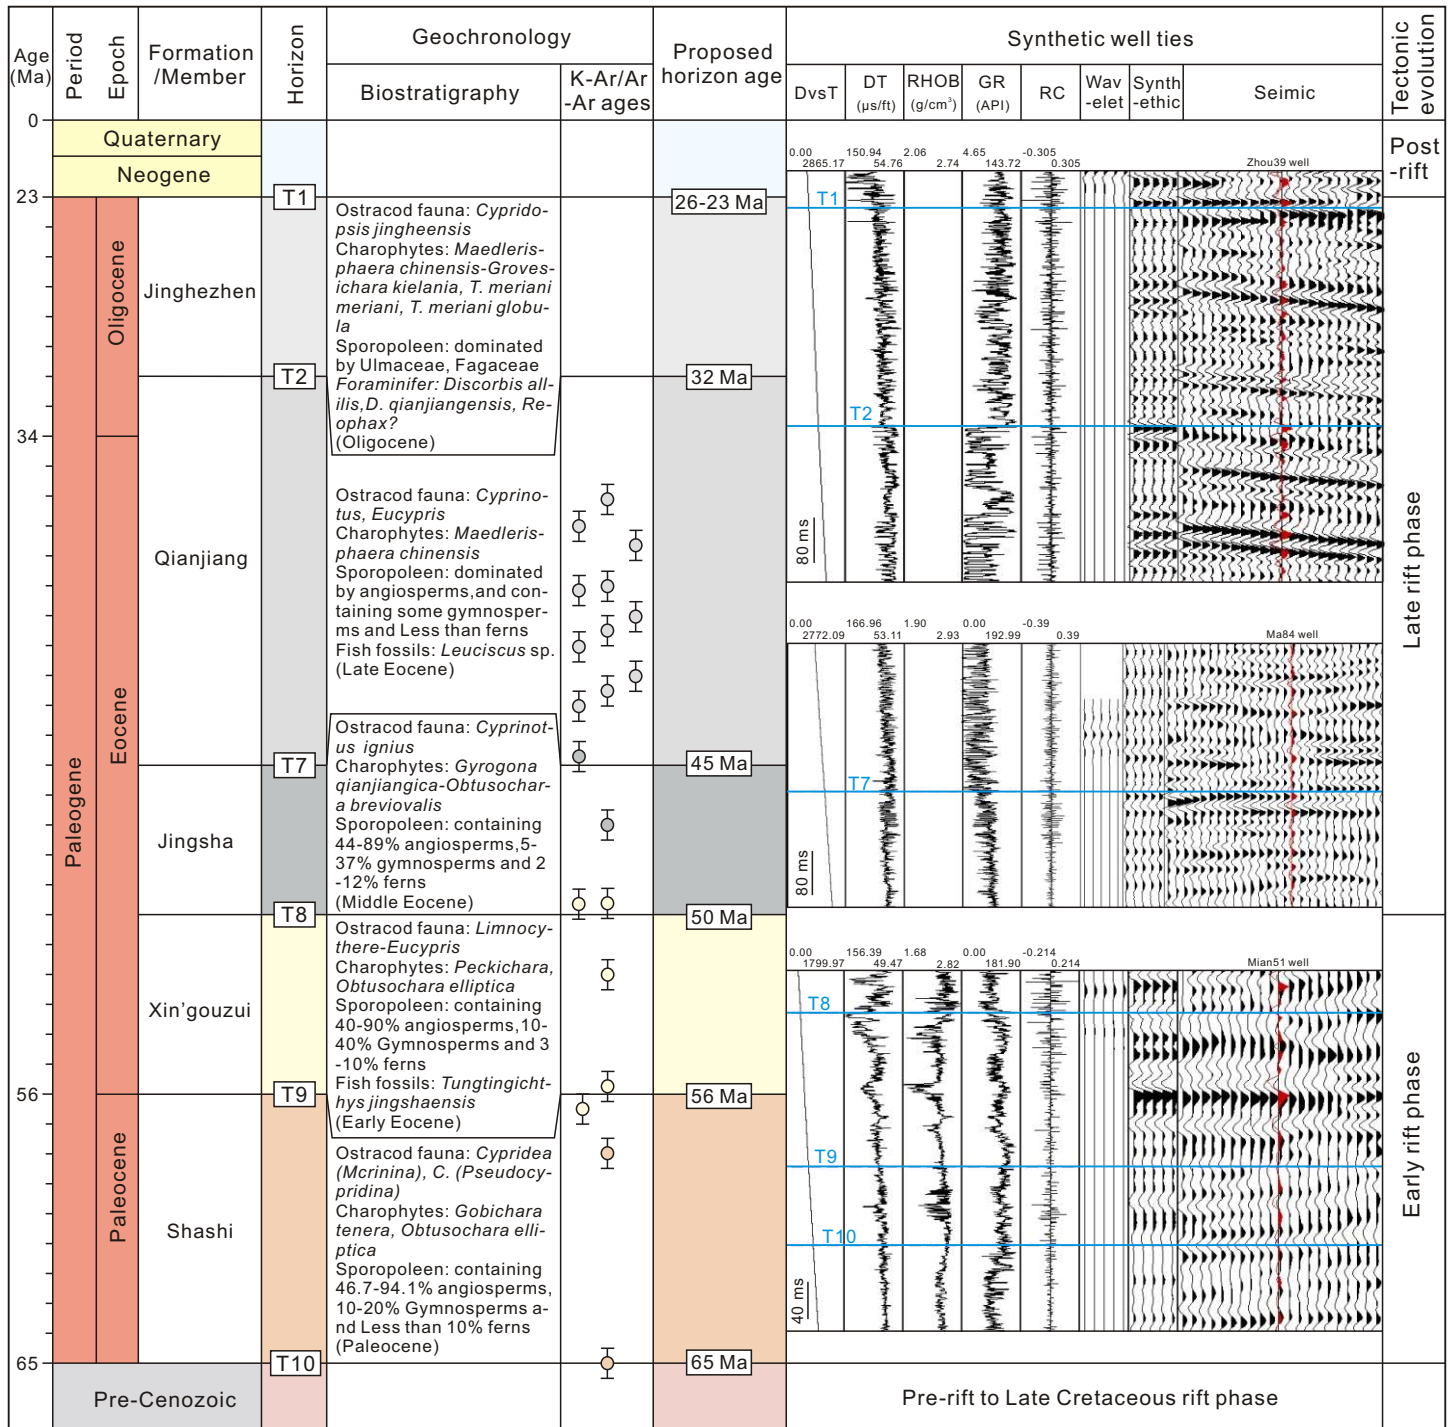 Age
(Ma)
Period
Epoch
Formation
/Member
Horizon
Geochronology
Biostratigraphy
K-Ar/Ar
-Ar ages
Proposed
horizon age
Synthetic well ties
DvsT
DT
(μs/ft)
RHOB
(g/cm³)
GR
(API)
RC
Wav
-elet
Synth
-ethic
Seimic
Tectonic
evolution
0
23
34
56
65
Quaternary
Neogene
Paleogene
Oligocene
Eocene
Paleocene
Pre-Cenozoic
Jinghezhen
Qianjiang
Jingsha
Xin'gouzui
Shashi
T1
T2
T7
T8
T9
T10
Ostracod fauna: Cyprido-
psis jingheensis
Charophytes: Maedleris-
phaera chinensis-Groves-
ichara kielania, T. meriani
meriani, T. meriani globu-
la
Sporopoleen: dominated
by Ulmaceae, Fagaceae
Foraminifer: Discorbis all-
ilis,D. qianjiangensis, Re-
ophax?
(Oligocene)
Ostracod fauna: Cyprino-
tus, Eucypris
Charophytes: Maedleris-
phaera chinensis
Sporopoleen: dominated
by angiosperms,and con-
taining some gymnosper-
ms and Less than ferns
Fish fossils: Leuciscus sp.
(Late Eocene)
Ostracod fauna: Cyprinot-
us ignius
Charophytes: Gyrogona
qianjiangica-Obtusochar-
a breviovalis
Sporopoleen: containing
44-89% angiosperms,5-
37% gymnosperms and 2
-12% ferns
(Middle Eocene)
Ostracod fauna: Limnocy-
there-Eucypris
Charophytes: Peckichara,
Obtusochara elliptica
Sporopoleen: containing
40-90% angiosperms,10-
40% Gymnosperms and 3
-10% ferns
Fish fossils: Tungtingicht-
hys jingshaensis
(Early Eocene)
Ostracod fauna: Cypridea
(Mcrinina), C. (Pseudocy-
pridina)
Charophytes: Gobichara
tenera, Obtusochara elli-
ptica
Sporopoleen: containing
46.7-94.1% angiosperms,
10-20% Gymnosperms a-
nd Less than 10% ferns
(Paleocene)
26-23 Ma
32 Ma
45 Ma
50 Ma
56 Ma
65 Ma
0.00 150.94 2.06 4.65 -0.305
2865.17 54.76 2.74 143.72 0.305
Zhou39 well
T1
T2
80 ms
0.00 166.96 1.90 0.00 -0.39
2772.09 53.11 2.93 192.99 0.39
Ma84 well
T7
80 ms
0.00 156.39 1.68 0.00 -0.214
1799.97 49.47 2.82 181.90 0.214
Mian51 well
T8
T9
T10
40 ms
Post
-rift
Late rift phase
Early rift phase
Pre-rift to Late Cretaceous rift phase